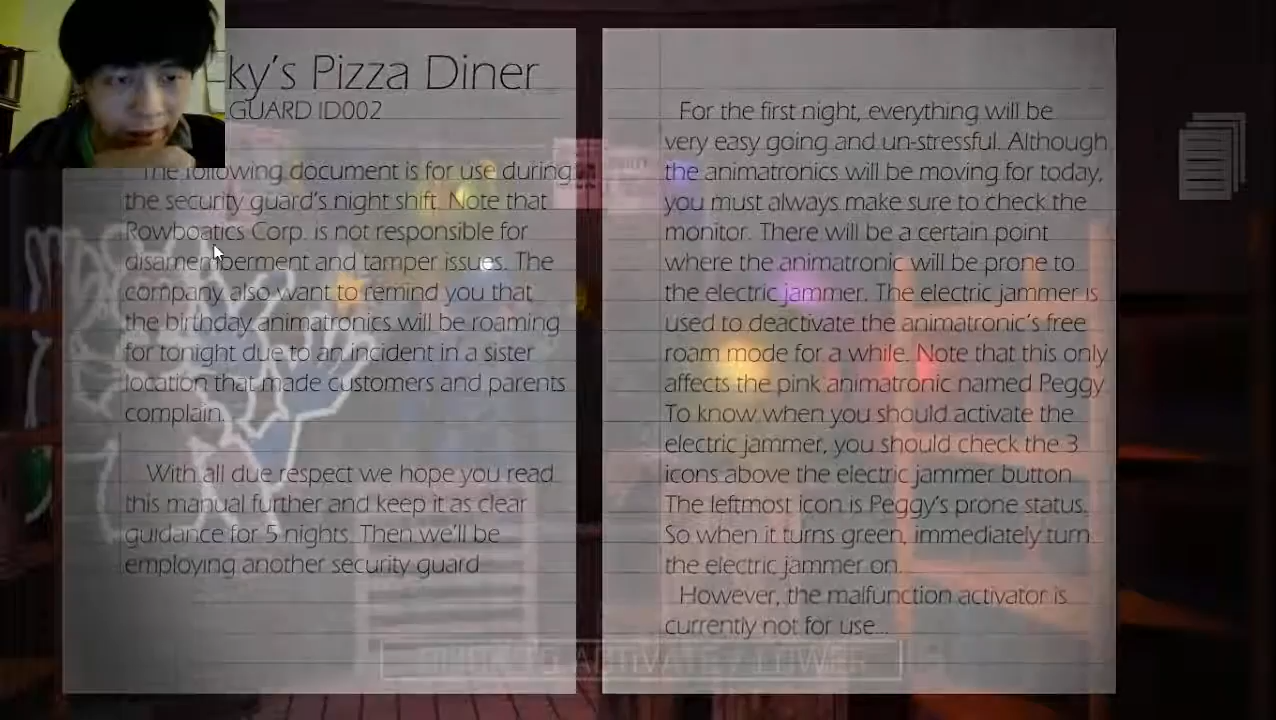 ky's Pizza Diner
GUARD ID002
The following document is for use during
the security guard's night shift. Note that
Rowboatics Corp. is not responsible for
disamemberment and tamper issues. The
company also want to remind you that
the birthday animatronics will be roaming
for tonight due to an incident in a sister
location that made customers and parents
complain.
With all due respect we hope you read
this manual further and keep it as clear
guidance for 5 nights. Then we'll be
employing another security guard
For the first night, everything will be
very easy going and un-stressful. Although
the animatronics will be moving for today,
you must always make sure to check the
monitor. There will be a certain point
where the animatronic will be prone to
the electric jammer. The electric jammer is
used to deactivate the animatronic's free
roam mode for a while. Note that this only
affects the pink animatronic named Peggy
To know when you should activate the
electric jammer, you should check the 3
icons above the electric jammer button
The leftmost icon is Peggy's prone status.
So when it turns green, immediately turn
the electric jammer on.
However, the malfunction activator is
currently not for use...
TO ACTIVATE / LOWER